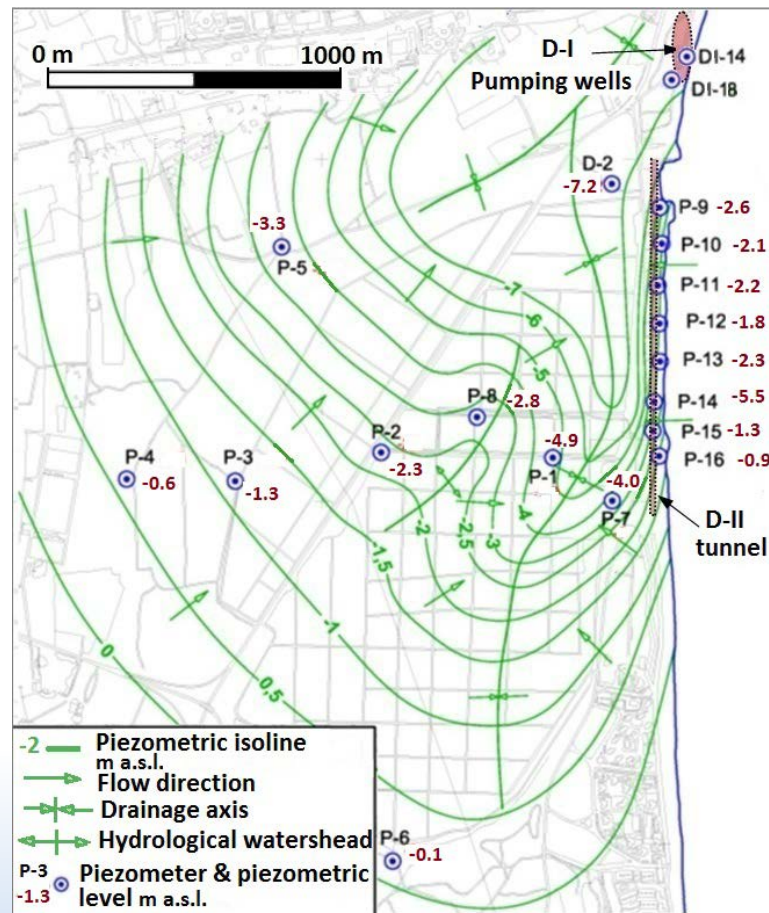 0 m 1000 m
D-I
Pumping wells
DI-14
DI-18
D-2
-7.2
P-9 -2.6
P-10 -2.1
P-11 -2.2
P-12 -1.8
P-13 -2.3
P-14 -5.5
P-15 -1.3
P-16 -0.9
-3.3
P-5
-7
-6
-5
P-8
-2.8
P-2
-2.3
-4.9
P-1
-4.0
P-7
P-4
-0.6
P-3
-1.3
-4
-3
-2,5
-2
-1,5
-1
0,5
0
D-II
tunnel
P-6
-0.1
-2 Piezometric isoline
m a.s.l.
Flow direction
Drainage axis
Hydrological watershead
P-3 Piezometer & piezometric
-1.3 level m a.s.l.